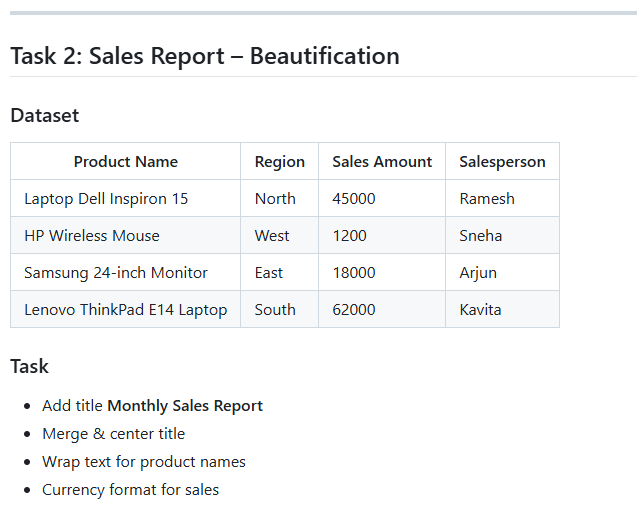 Task 2: Sales Report – Beautification
Dataset
Product Name Region Sales Amount Salesperson
Laptop Dell Inspiron 15 North 45000 Ramesh
HP Wireless Mouse West 1200 Sneha
Samsung 24-inch Monitor East 18000 Arjun
Lenovo ThinkPad E14 Laptop South 62000 Kavita
Task
• Add title Monthly Sales Report
• Merge & center title
• Wrap text for product names
• Currency format for sales